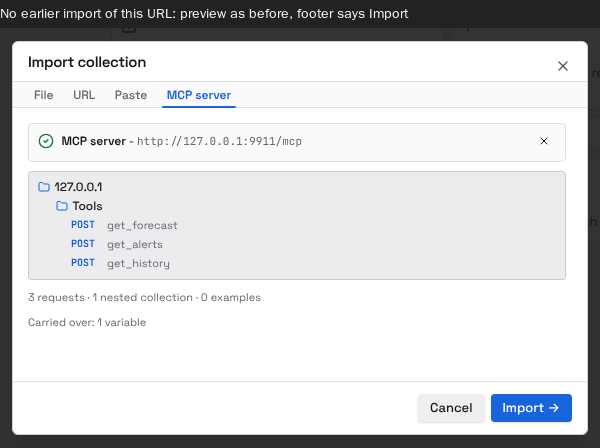 No earlier import of this URL: preview as before, footer says Import
Import collection
File URL Paste MCP server
MCP server - http://127.0.0.1:9911/mcp
127.0.0.1
Tools
POST get_forecast
POST get_alerts
POST get_history
3 requests · 1 nested collection · 0 examples
Carried over: 1 variable
Cancel Import →